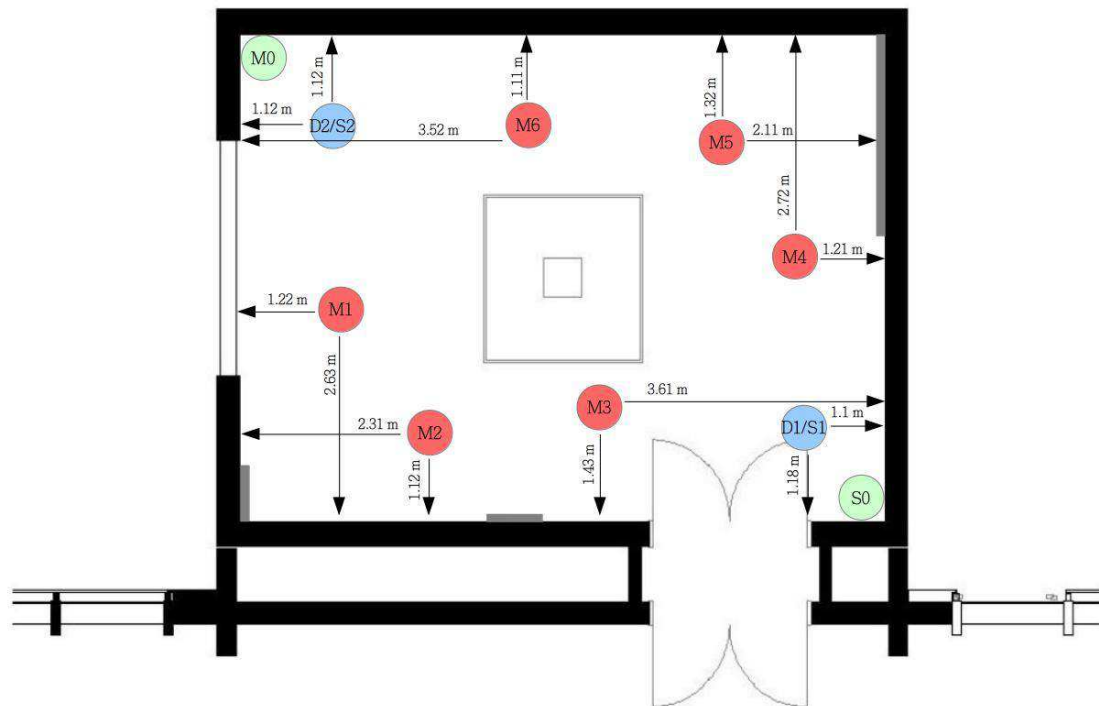 M0
1.12 m
1.11 m
1.32 m
1.12 m
D2/S2
M6
M5
3.52 m
2.11 m
2.72 m
M4
1.21 m
1.22 m
M1
2.63 m
M3
3.61 m
2.31 m
M2
D1/S1
1.1 m
1.12 m
1.43 m
1.18 m
S0